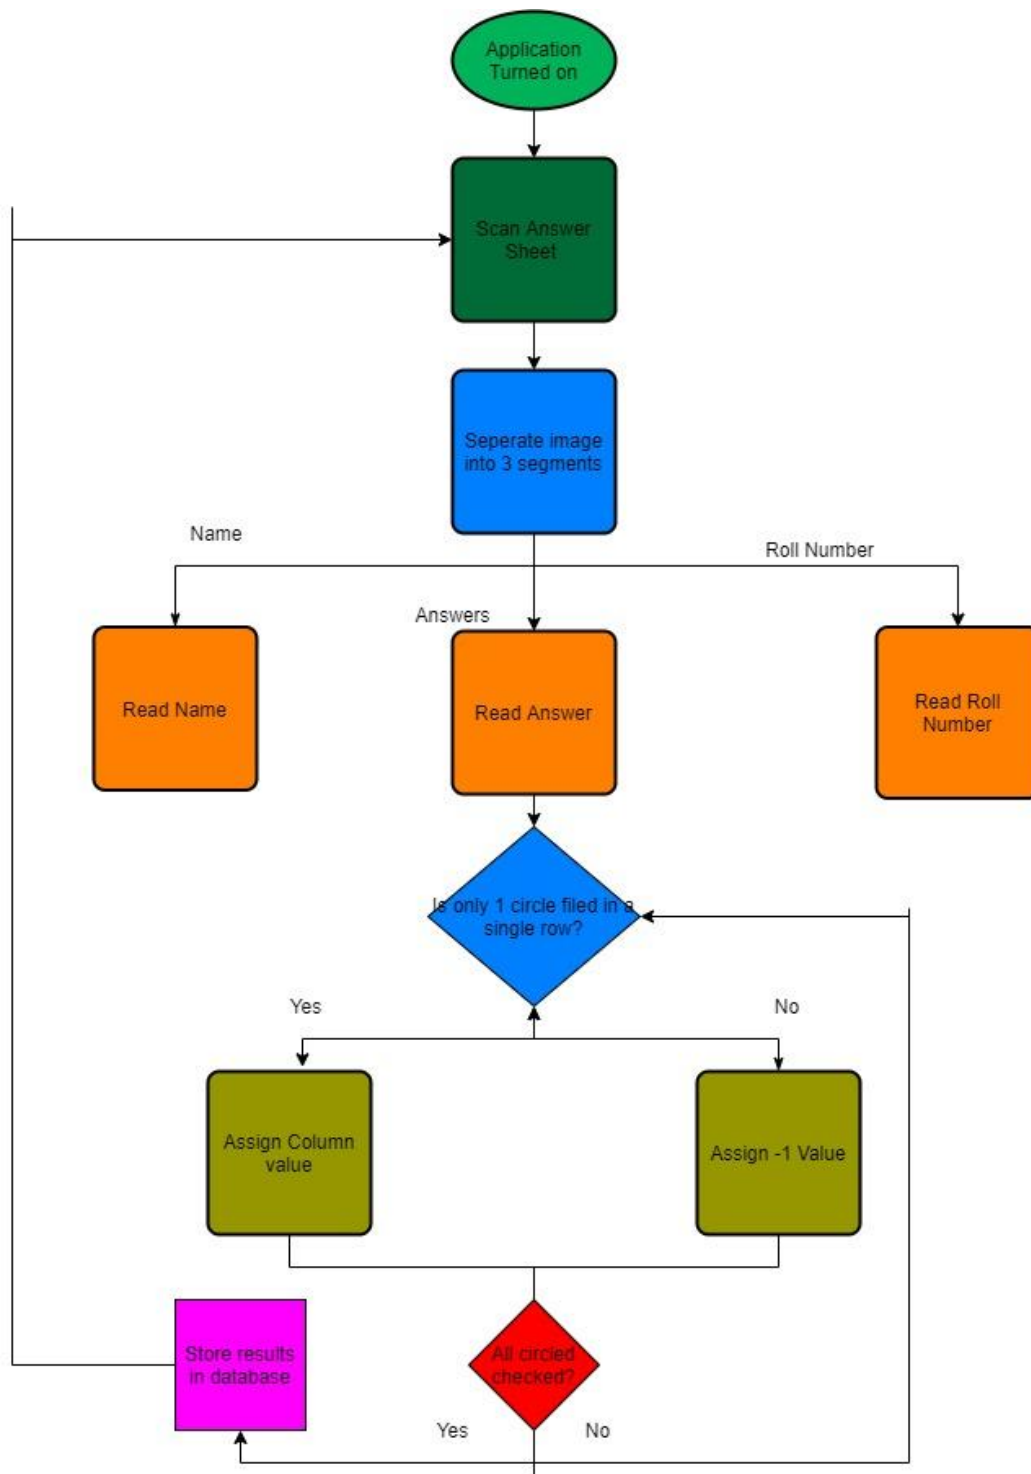 Application
Turned on
Scan Answer
Sheet
Seperate image
into 3 segments
Name
Roll Number
Answers
Read Name
Read Answer
Read Roll
Number
Is only 1 circle filed in a
single row?
Yes
No
Assign Column
value
Assign -1 Value
Store results
in database
All circled
checked?
Yes
No